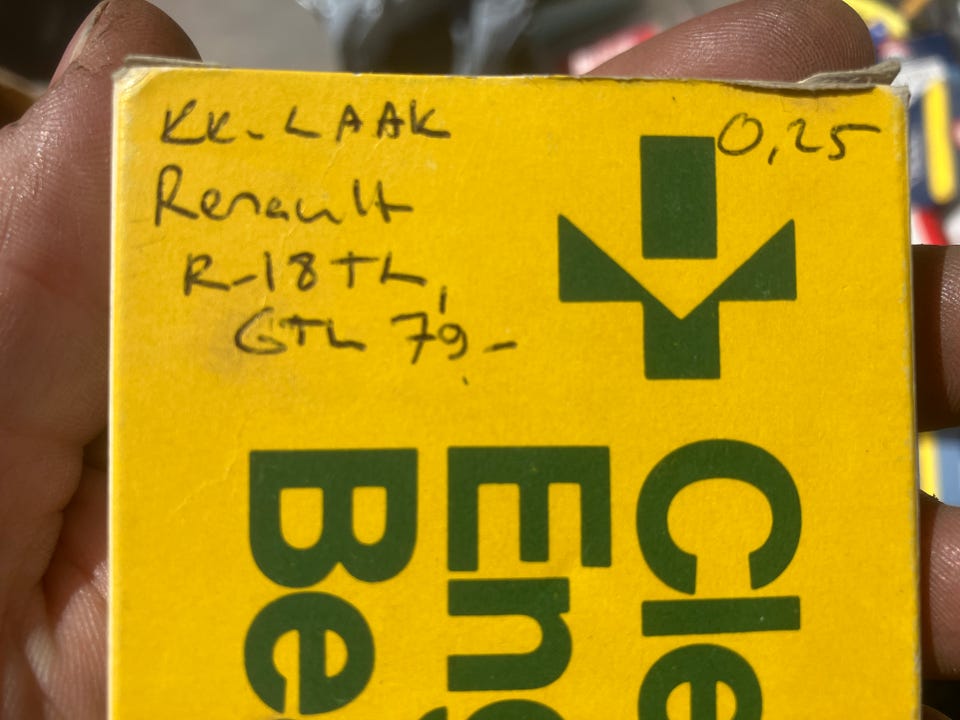 KK-LAAK
0,25
Renault
R-18TL,
GTL 79-
Cle
Eng
Be